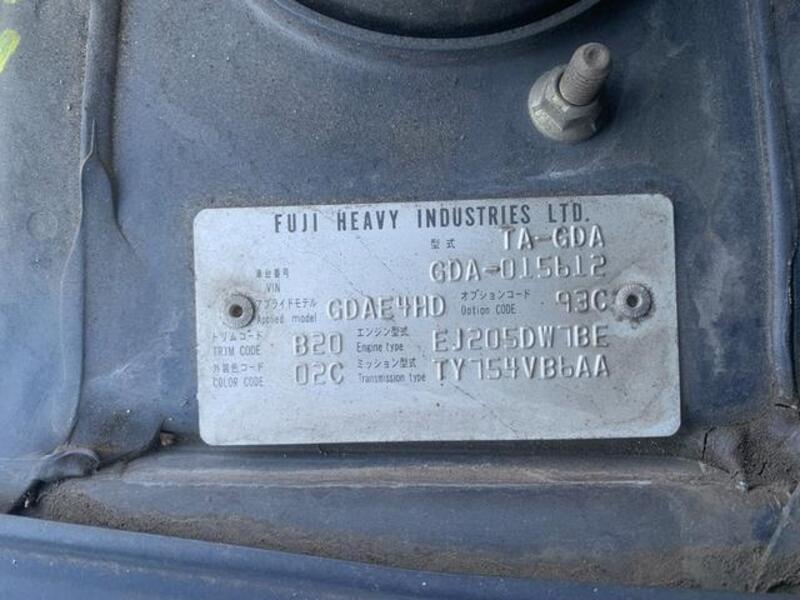 FUJI HEAVY INDUSTRIES LTD.
型式 TA-GDA
車台番号 GDA-015612
VIN
アプライドモデル GDAE4HD オプションコード 93C
Applied model Option CODE
トリムコード B20 エンジン型式 EJ205DW7BE
TRIM CODE Engine type
外装色コード 02C ミッション型式 TY754VB6AA
COLOR CODE Transmission type